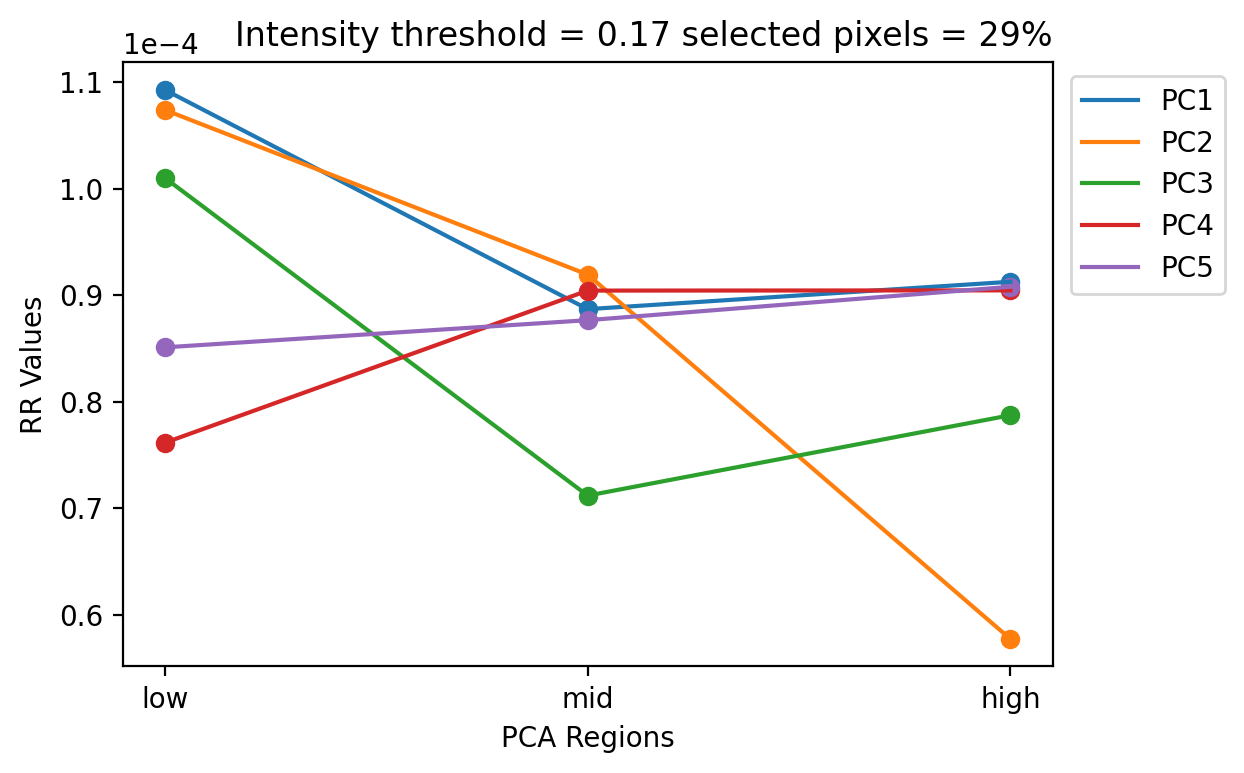 1e−4
Intensity threshold = 0.17 selected pixels = 29%
1.1
1.0
0.9
0.8
0.7
0.6
RR Values
low
mid
high
PCA Regions
PC1
PC2
PC3
PC4
PC5